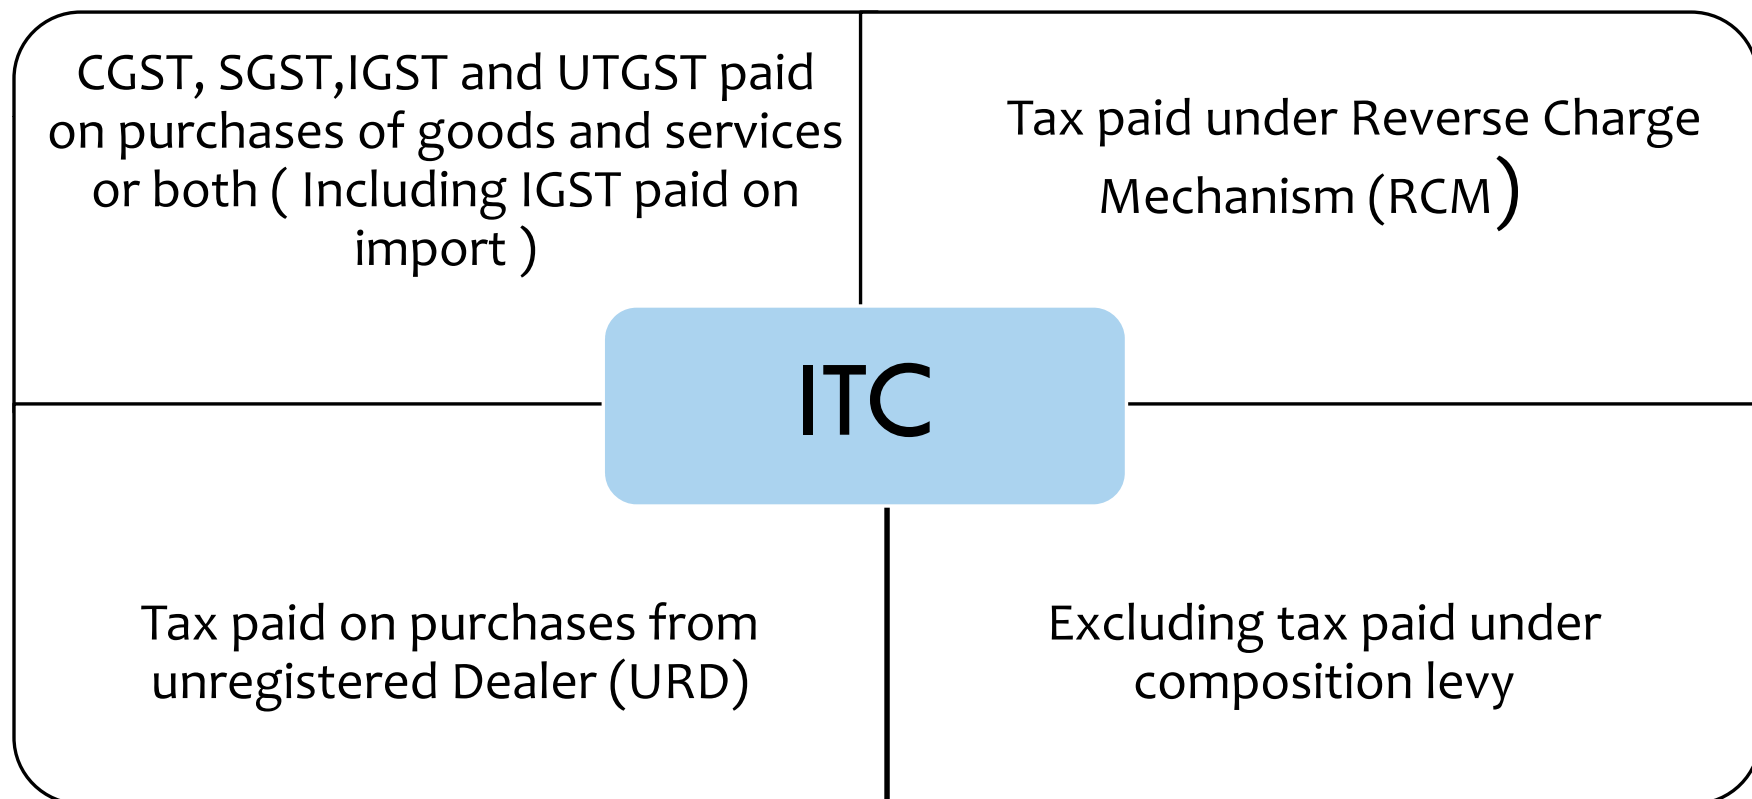 CGST, SGST,IGST and UTGST paid
on purchases of goods and services
or both ( Including IGST paid on
import )
Tax paid under Reverse Charge
Mechanism (RCM)
ITC
Tax paid on purchases from
unregistered Dealer (URD)
Excluding tax paid under
composition levy